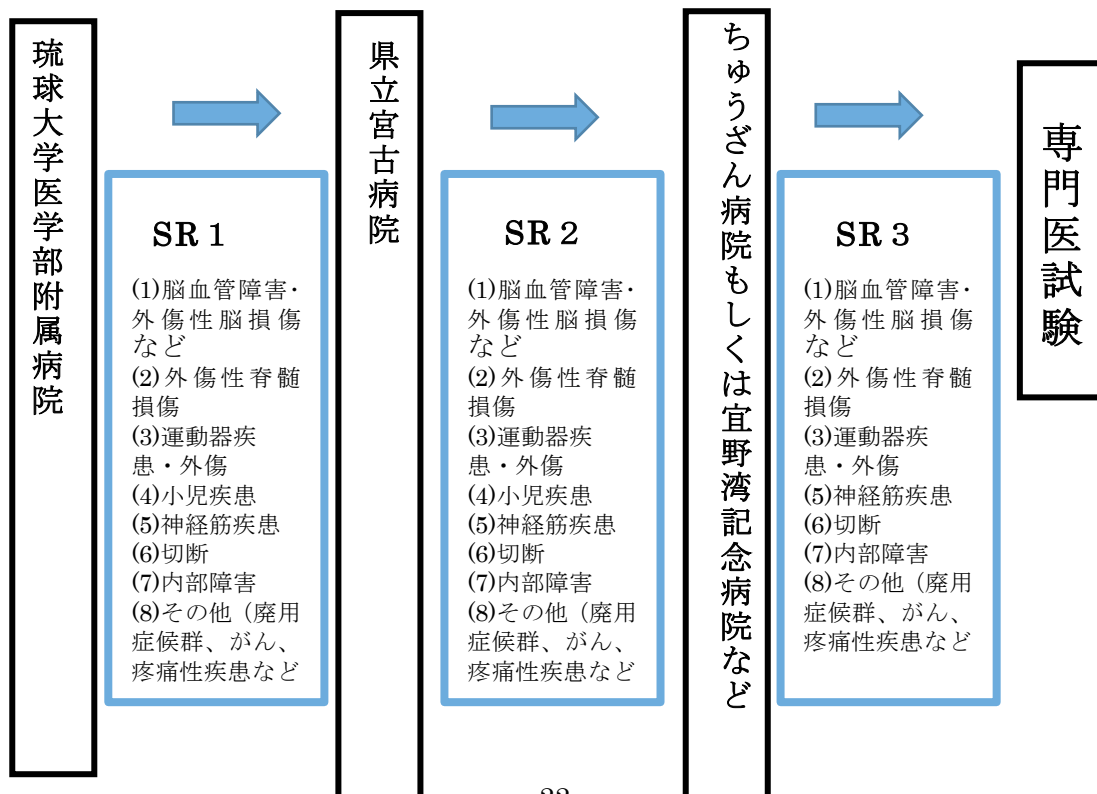 琉球大学医学部附属病院
SR 1
(1)脳血管障害・
外傷性脳損傷
など
(2)外傷性脊髄
損傷
(3)運動器疾
患・外傷
(4)小児疾患
(5)神経筋疾患
(6)切断
(7)内部障害
(8)その他（廃用
症候群、がん、
疼痛性疾患など
県立宮古病院
SR 2
(1)脳血管障害・
外傷性脳損傷
など
(2)外傷性脊髄
損傷
(3)運動器疾
患・外傷
(4)小児疾患
(5)神経筋疾患
(6)切断
(7)内部障害
(8)その他（廃用
症候群、がん、
疼痛性疾患など
ちゅうざん病院もしくは宜野湾記念病院など
SR 3
(1)脳血管障害・
外傷性脳損傷
など
(2)外傷性脊髄
損傷
(3)運動器疾
患・外傷
(5)神経筋疾患
(6)切断
(7)内部障害
(8)その他（廃用
症候群、がん、
疼痛性疾患など
専門医試験